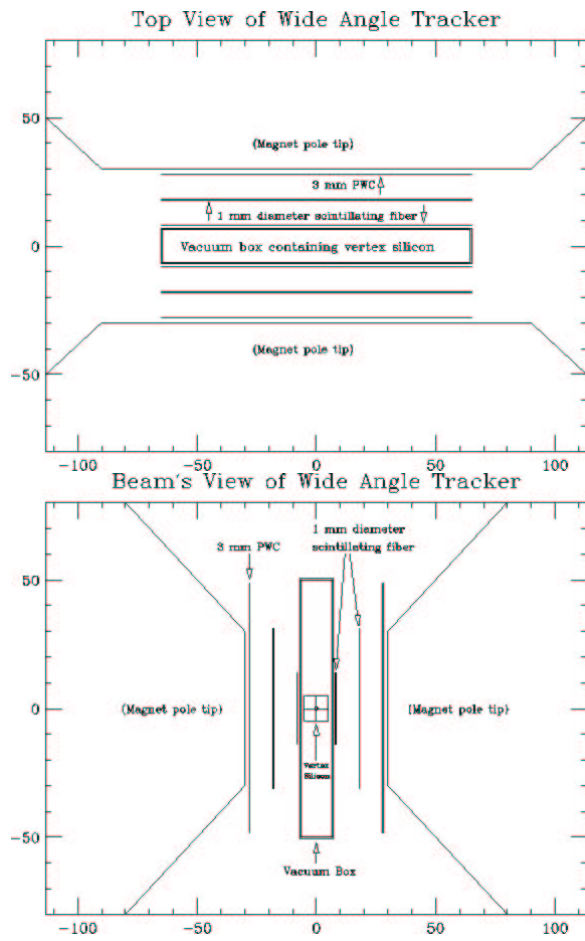 Top View of Wide Angle Tracker
50
0
-50
(Magnet pole tip)
3 mm PWC
1 mm diameter scintillating fiber
Vacuum box containing vertex silicon
(Magnet pole tip)
-100 -50 0 50 100
Beam's View of Wide Angle Tracker
50
0
-50
1 mm diameter
3 mm PWC scintillating fiber
(Magnet pole tip) (Magnet pole tip)
Vertex
Silicon
Vacuum Box
-100 -50 0 50 100